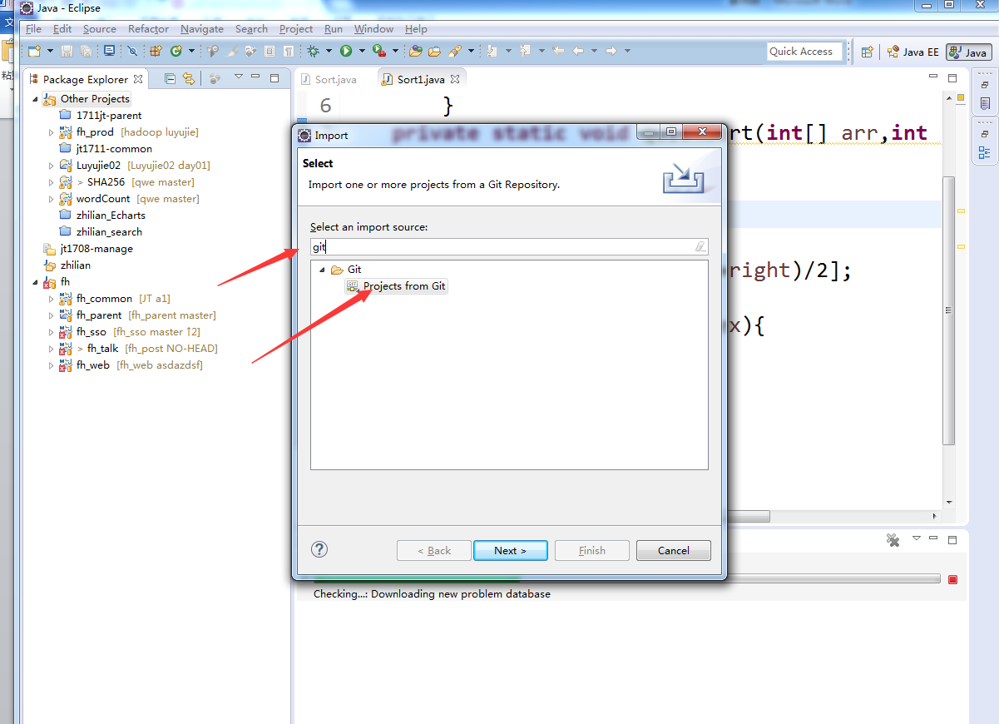 Java - Eclipse
File Edit Source Refactor Navigate Search Project Run Window Help
Quick Access
Java EE
Java
文
粘
Package Explorer
Other Projects
1711jt-parent
fh_prod [hadoop luyujie]
jt1711-common
Luyujie02 [Luyujie02 day01]
> SHA256 [qwe master]
wordCount [qwe master]
zhilian_Echarts
zhilian_search
jt1708-manage
zhilian
fh
fh_common [JT a1]
fh_parent [fh_parent master]
fh_sso [fh_sso master ↑2]
> fh_talk [fh_post NO-HEAD]
fh_web [fh_web asdazdsf]
Sort.java
Sort1.java
6 }
private static void rt(int[] arr,int
right)/2];
x){
Import
Select
Import one or more projects from a Git Repository.
Select an import source:
git
Git
Projects from Git
< Back
Next >
Finish
Cancel
Checking...: Downloading new problem database